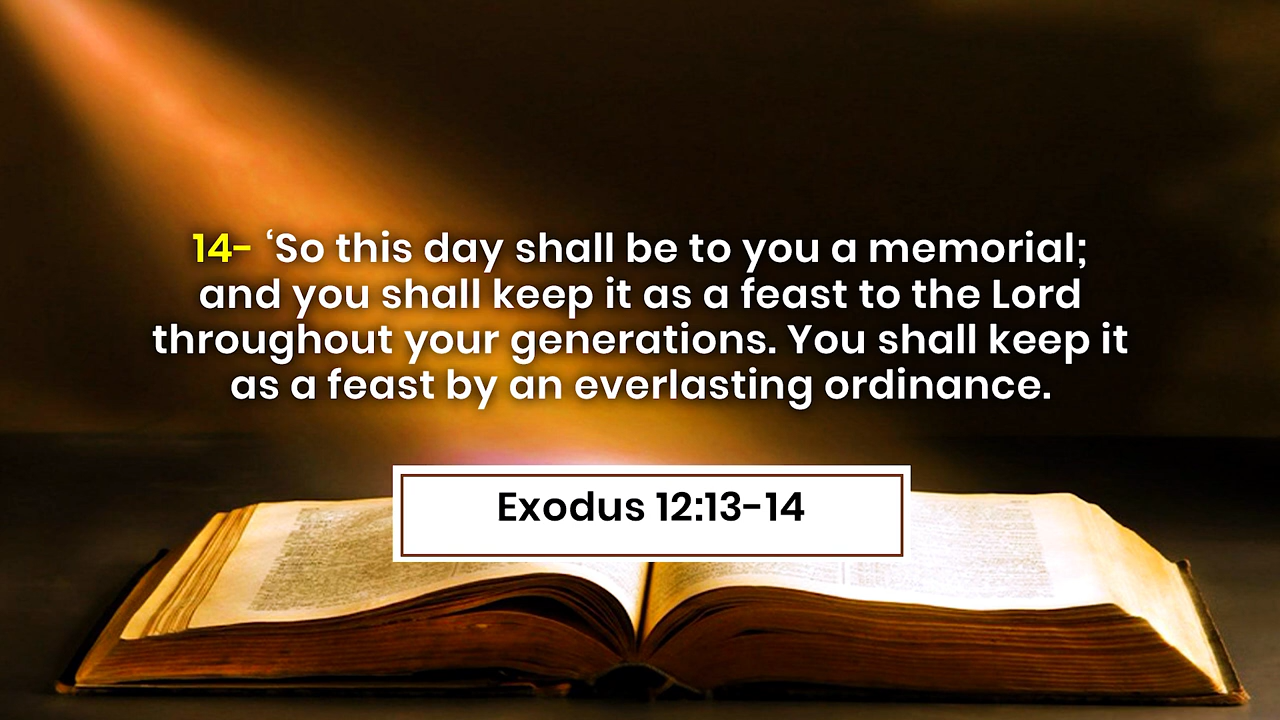 14- ‘So this day shall be to you a memorial;
and you shall keep it as a feast to the Lord
throughout your generations. You shall keep it
as a feast by an everlasting ordinance.
Exodus 12:13-14